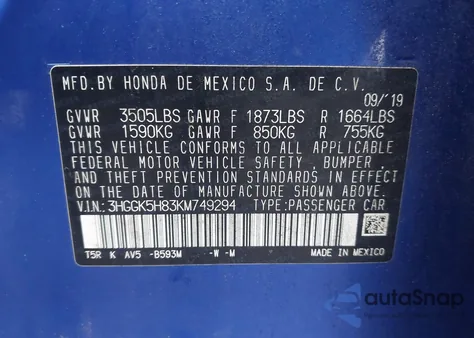 MFD.BY HONDA DE MEXICO S.A. DE C.V.
09/'19
GVWR 3505LBS GAWR F 1873LBS R 1664LBS
GVWR 1590KG GAWR F 850KG R 755KG
THIS VEHICLE CONFORMS TO ALL APPLICABLE
FEDERAL MOTOR VEHICLE SAFETY, BUMPER, AND
THEFT PREVENTION STANDARDS IN EFFECT ON
THE DATE OF MANUFACTURE SHOWN ABOVE.
V.I.N.: 3HGGK5H83KM749294 TYPE:PASSENGER CAR
T5R K AV5 -B593M -W -M MADE IN MEXICO
autoSnap